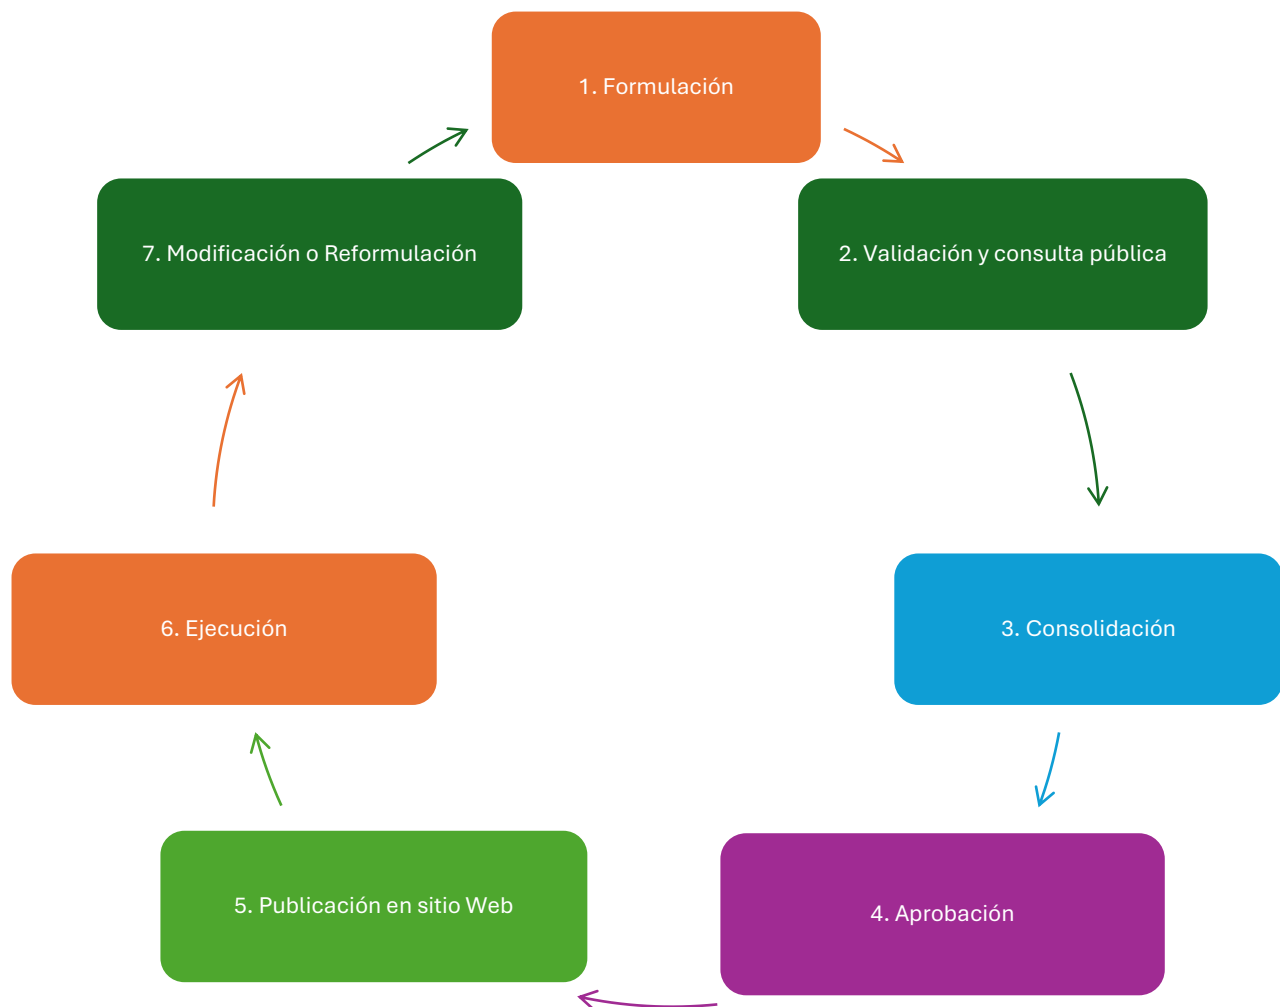 1. Formulación
2. Validación y consulta pública
3. Consolidación
4. Aprobación
5. Publicación en sitio Web
6. Ejecución
7. Modificación o Reformulación